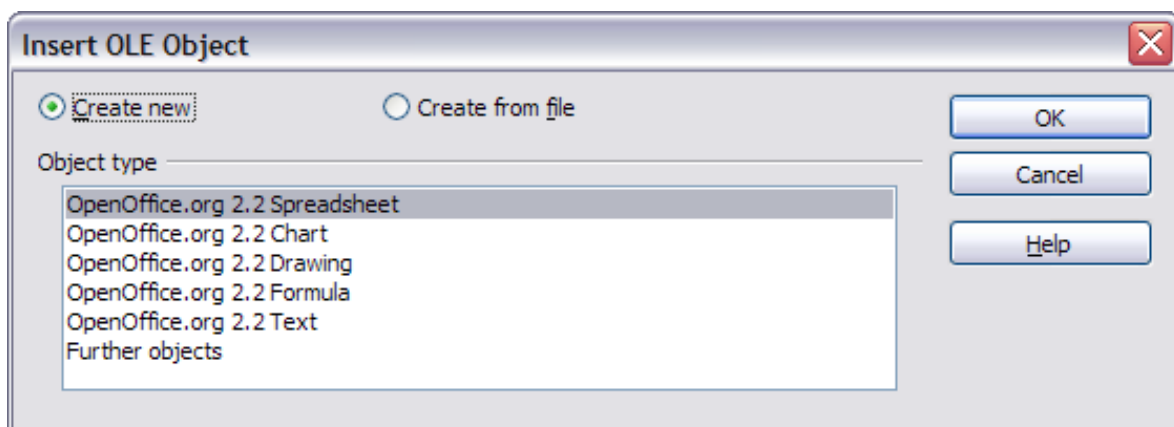 Insert OLE Object
Create new
Create from file
OK
Object type
Cancel
OpenOffice.org 2.2 Spreadsheet
OpenOffice.org 2.2 Chart
OpenOffice.org 2.2 Drawing
OpenOffice.org 2.2 Formula
OpenOffice.org 2.2 Text
Further objects
Help